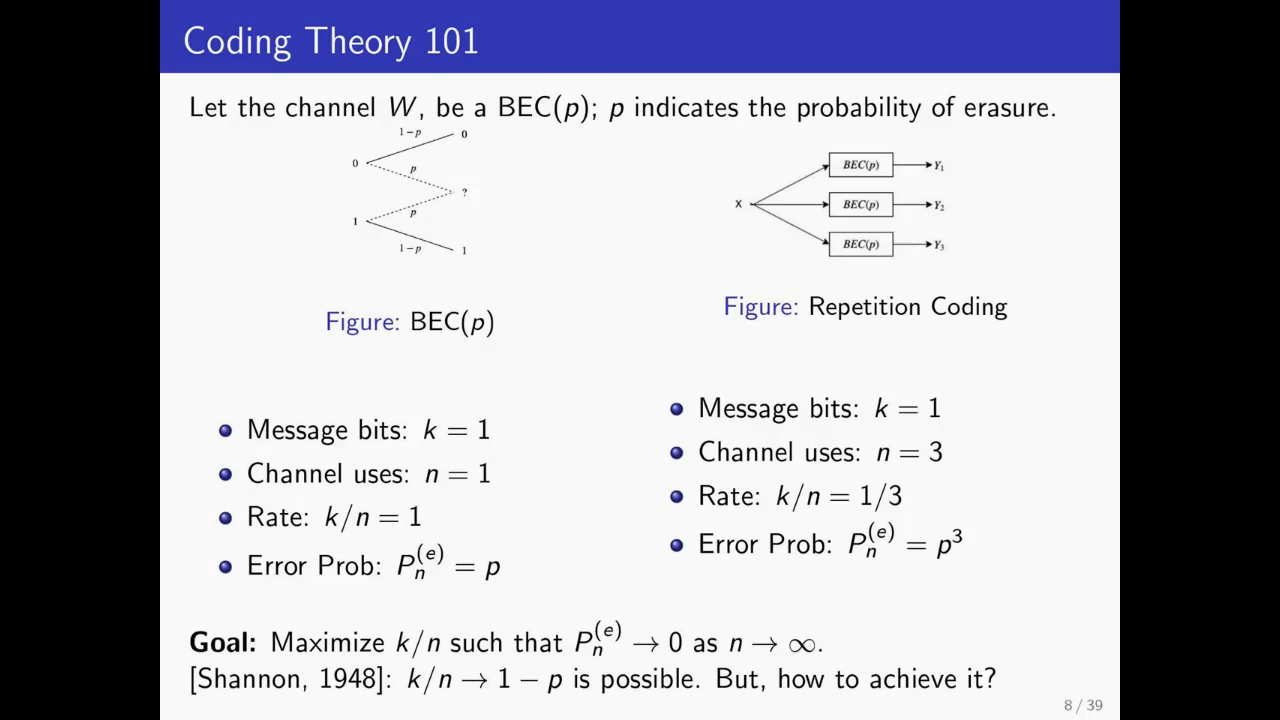 Coding Theory 101
Let the channel W, be a BEC(p); p indicates the probability of erasure.
1−p
0
0
p
?
p
1
1−p
1
Figure: BEC(p)
BEC(p)
Y₁
X
BEC(p)
Y₂
BEC(p)
Y₃
Figure: Repetition Coding
Message bits: k = 1
Channel uses: n = 1
Rate: k/n = 1
Error Prob: Pₙ⁽ᵉ⁾ = p
Message bits: k = 1
Channel uses: n = 3
Rate: k/n = 1/3
Error Prob: Pₙ⁽ᵉ⁾ = p³
Goal: Maximize k/n such that Pₙ⁽ᵉ⁾ → 0 as n → ∞.
[Shannon, 1948]: k/n → 1 − p is possible. But, how to achieve it?
8 / 39